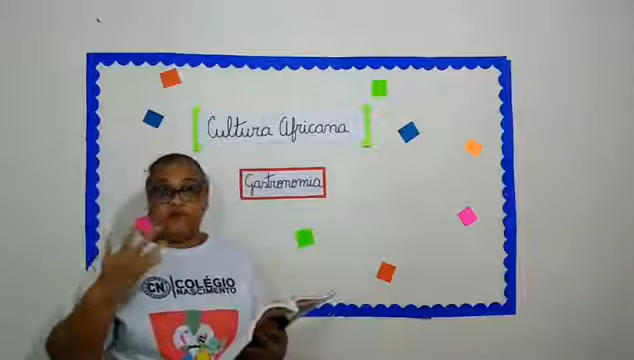 Cultura Africana
Gastronomia
CN
COLÉGIO
NASCIMENTO